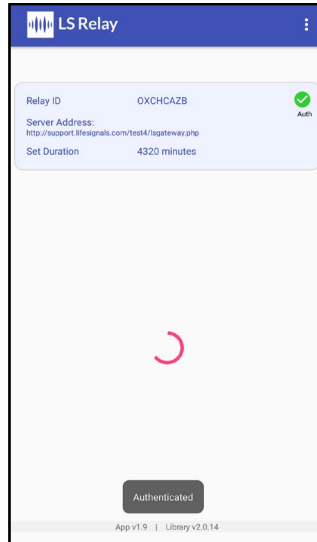 LS Relay
Relay ID OXCHCAZB
Auth
Server Address:
http://support.lifesignals.com/test4/lsgateway.php
Set Duration 4320 minutes
Authenticated
App v1.9 | Library v2.0.14